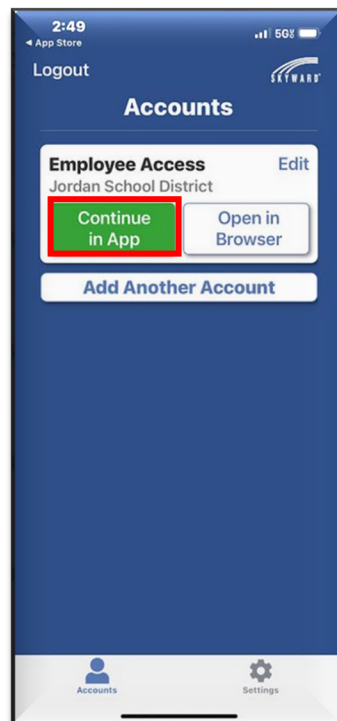 2:49
5G
◀ App Store
Logout
SKYWARD
Accounts
Employee Access
Edit
Jordan School District
Continue
in App
Open in
Browser
Add Another Account
Accounts
Settings